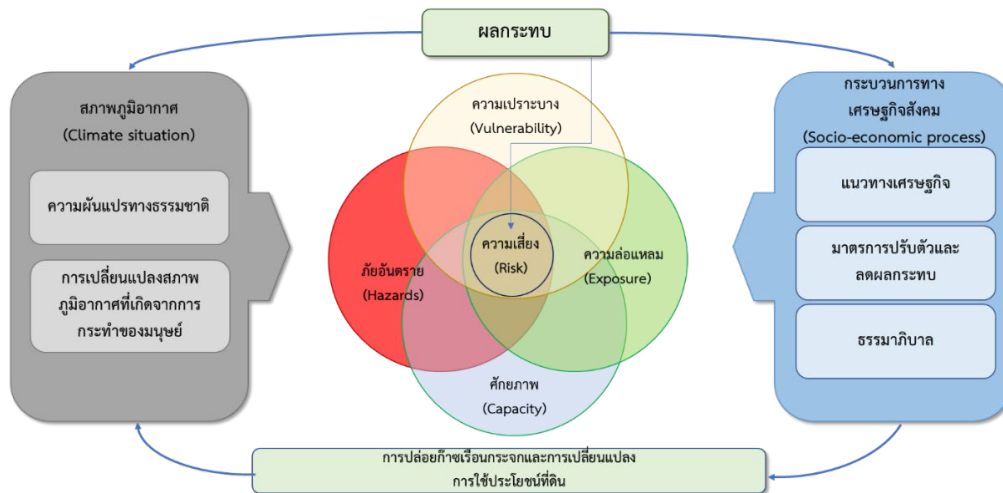 ผลกระทบ
สภาพภูมิอากาศ
(Climate situation)
ความผันแปรทางธรรมชาติ
การเปลี่ยนแปลงสภาพ
ภูมิอากาศที่เกิดจากการ
กระทำของมนุษย์
ความเปราะบาง
(Vulnerability)
ภัยอันตราย
(Hazards)
ความเสี่ยง
(Risk)
ความล่อแหลม
(Exposure)
ศักยภาพ
(Capacity)
กระบวนการทาง
เศรษฐกิจสังคม
(Socio-economic process)
แนวทางเศรษฐกิจ
มาตรการปรับตัวและ
ลดผลกระทบ
ธรรมาภิบาล
การปล่อยก๊าซเรือนกระจกและการเปลี่ยนแปลง
การใช้ประโยชน์ที่ดิน